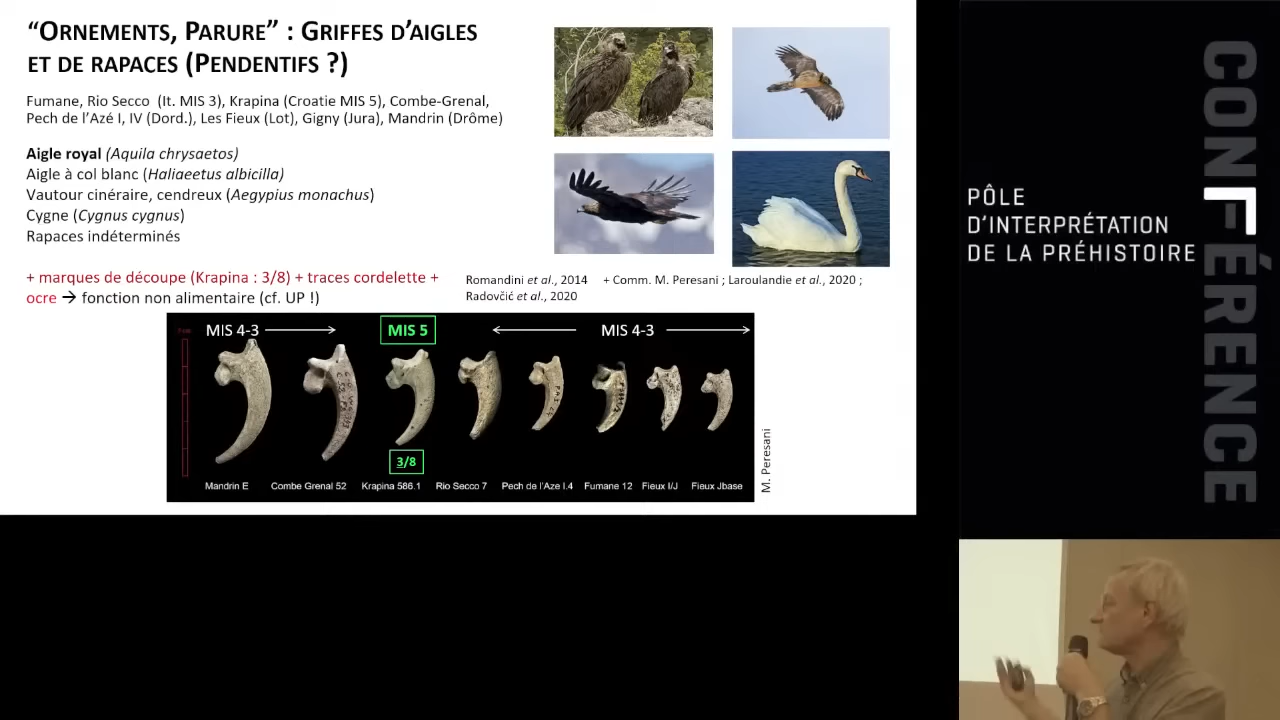 “ORNEMENTS, PARURE” : GRIFFES D’AIGLES
ET DE RAPACES (PENDENTIFS ?)
Fumane, Rio Secco (It. MIS 3), Krapina (Croatie MIS 5), Combe-Grenal,
Pech de l’Azé I, IV (Dord.), Les Fieux (Lot), Gigny (Jura), Mandrin (Drôme)
Aigle royal (Aquila chrysaetos)
Aigle à col blanc (Haliaeetus albicilla)
Vautour cinéraire, cendreux (Aegypius monachus)
Cygne (Cygnus cygnus)
Rapaces indéterminés
+ marques de découpe (Krapina : 3/8) + traces cordelette +
ocre → fonction non alimentaire (cf. UP !)
Romandini et al., 2014 + Comm. M. Peresani ; Laroulandie et al., 2020 ;
Radovčić et al., 2020
MIS 4-3
MIS 5
MIS 4-3
3/8
Mandrin E
Combe Grenal 52
Krapina 586.1
Rio Secco 7
Pech de l’Aze I.4
Fumane 12
Fieux I/J
Fieux Jbase
M. Peresani
PÔLE
D’INTERPRÉTATION
DE LA PRÉHISTOIRE
CONFÉRENCE